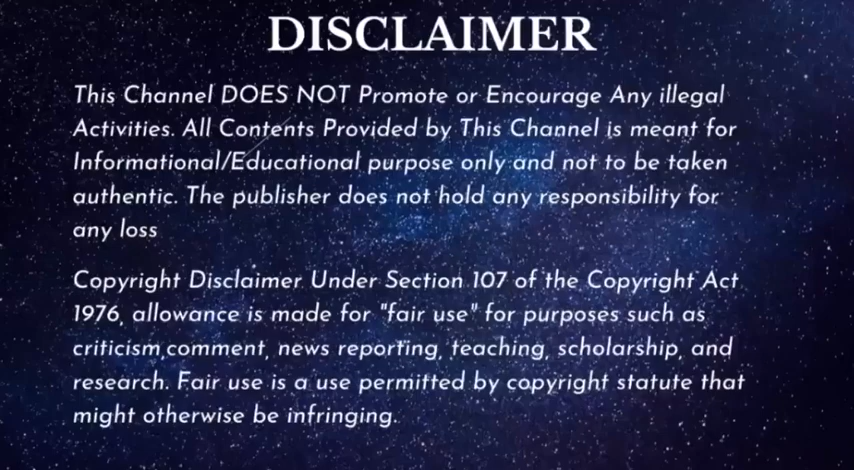 DISCLAIMER
This Channel DOES NOT Promote or Encourage Any illegal
Activities. All Contents Provided by This Channel is meant for
Informational/Educational purpose only and not to be taken
authentic. The publisher does not hold any responsibility for
any loss
Copyright Disclaimer Under Section 107 of the Copyright Act
1976, allowance is made for "fair use" for purposes such as
criticism,comment, news reporting, teaching, scholarship, and
research. Fair use is a use permitted by copyright statute that
might otherwise be infringing.